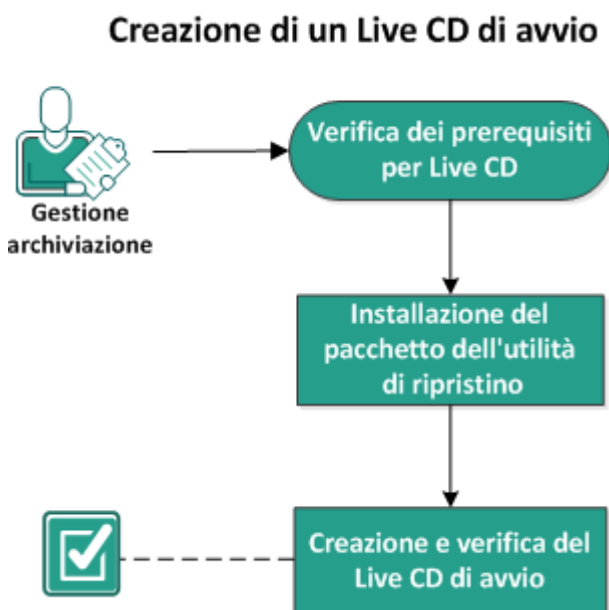 Creazione di un Live CD di avvio
Verifica dei prerequisiti
per Live CD
Gestione
archiviazione
Installazione del
pacchetto dell'utilità
di ripristino
Creazione e verifica del
Live CD di avvio